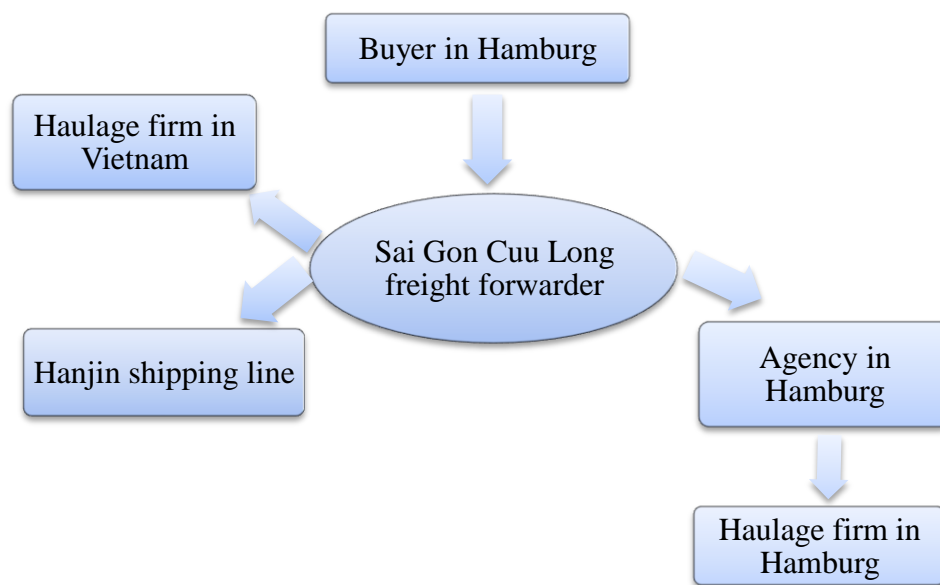 Buyer in Hamburg
Haulage firm in
Vietnam
Sai Gon Cuu Long
freight forwarder
Hanjin shipping line
Agency in
Hamburg
Haulage firm in
Hamburg